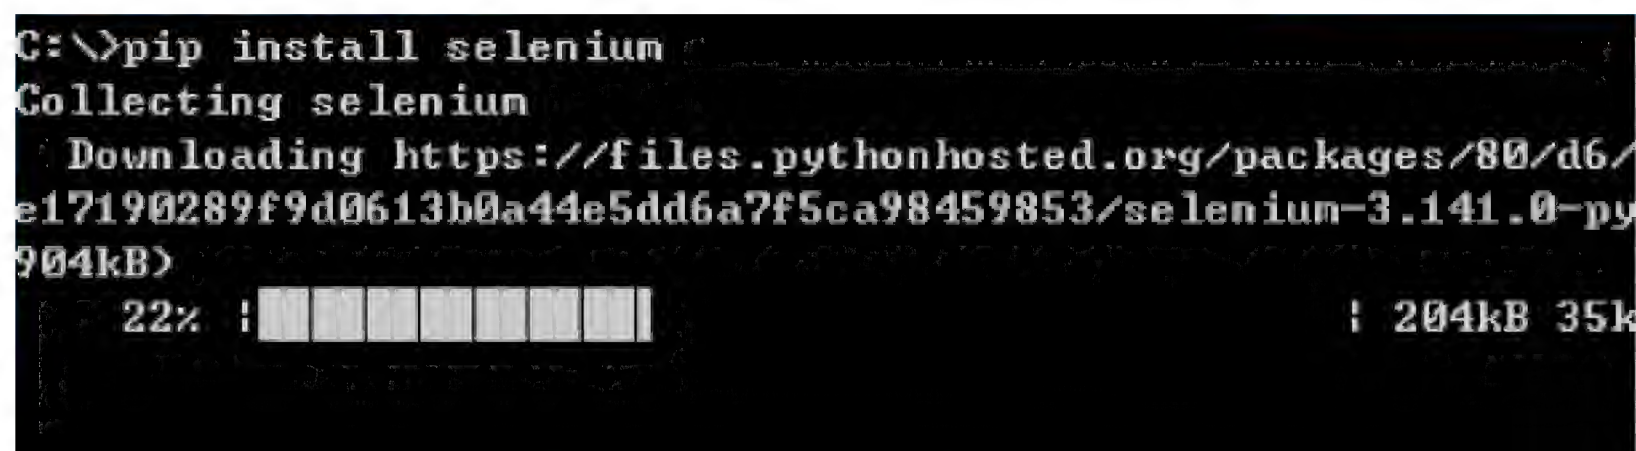 C:\>pip install selenium
Collecting selenium
Downloading https://files.pythonhosted.org/packages/80/d6/
e17190289f9d0613b0a44e5dd6a7f5ca98459853/selenium-3.141.0-py
904kB)
22% | | 204kB 35k